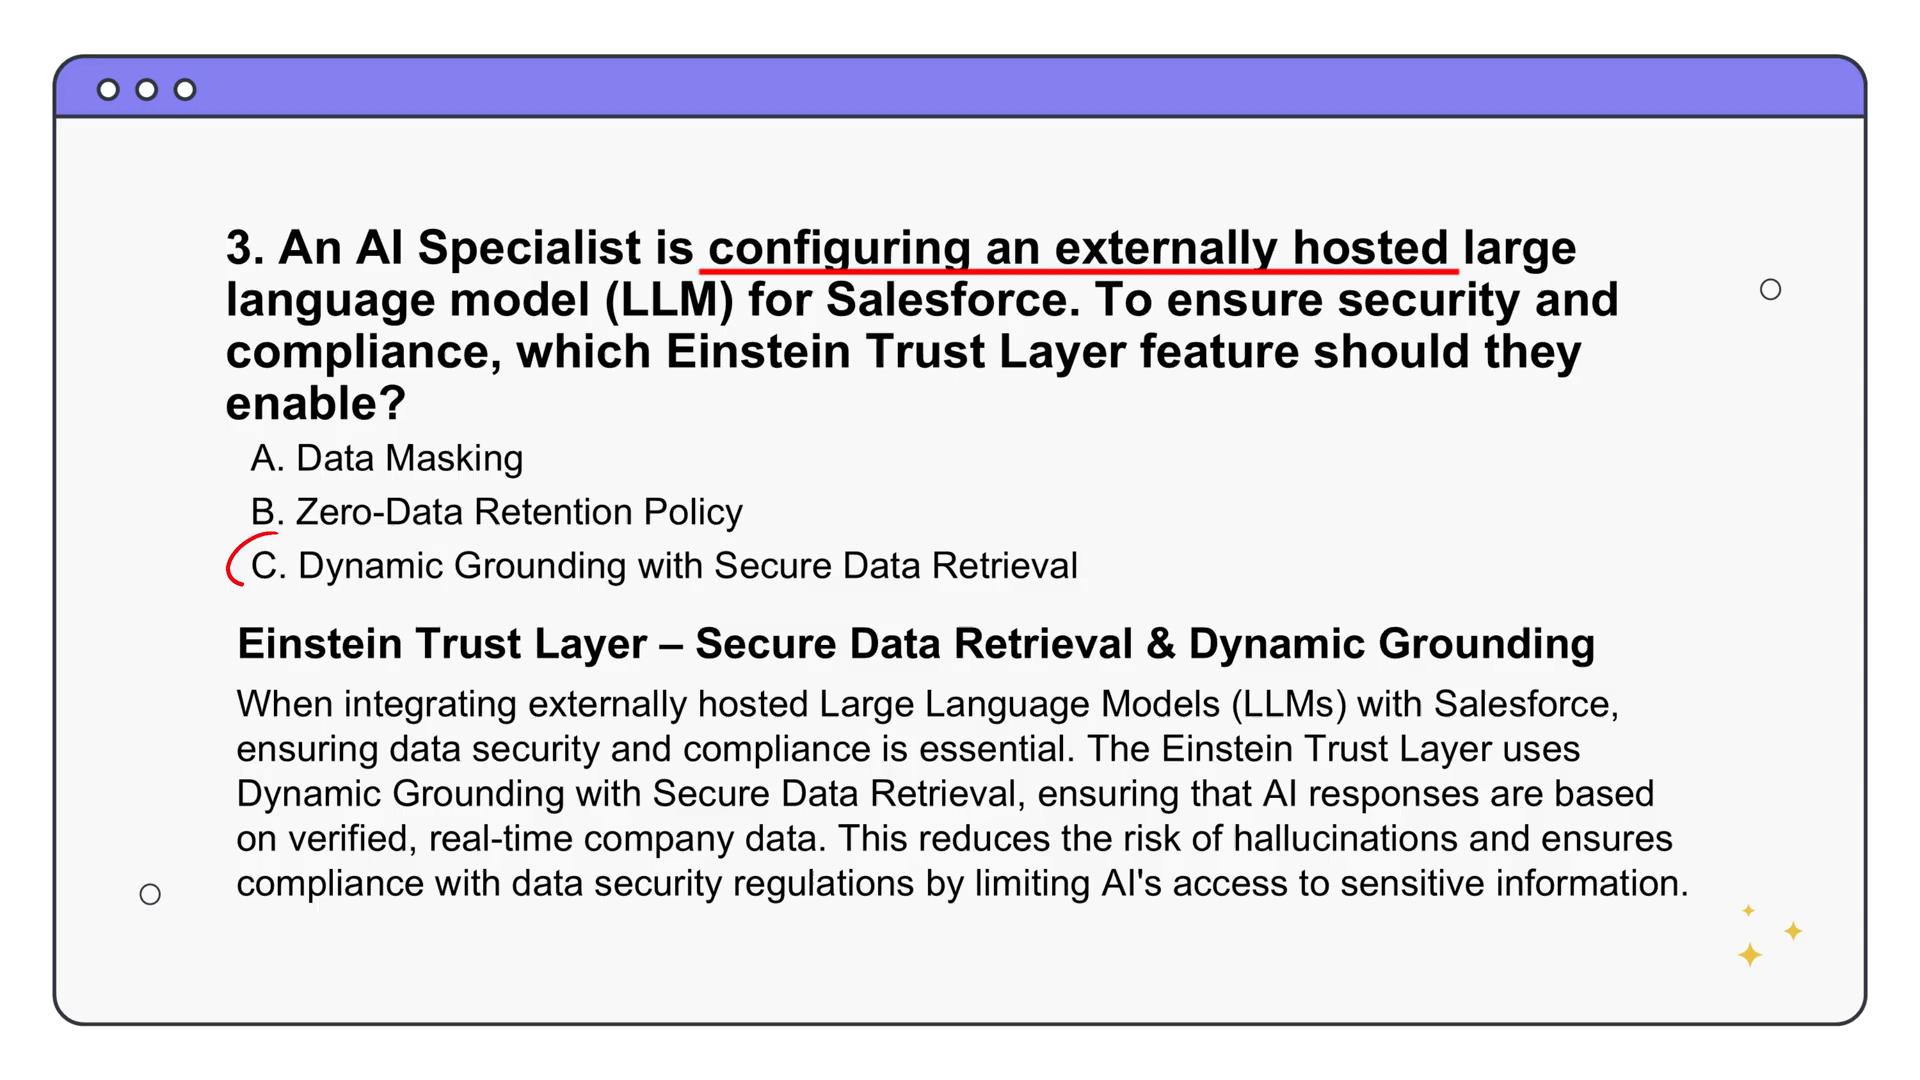 3. An AI Specialist is configuring an externally hosted large
language model (LLM) for Salesforce. To ensure security and
compliance, which Einstein Trust Layer feature should they
enable?
A. Data Masking
B. Zero-Data Retention Policy
C. Dynamic Grounding with Secure Data Retrieval
Einstein Trust Layer – Secure Data Retrieval & Dynamic Grounding
When integrating externally hosted Large Language Models (LLMs) with Salesforce,
ensuring data security and compliance is essential. The Einstein Trust Layer uses
Dynamic Grounding with Secure Data Retrieval, ensuring that AI responses are based
on verified, real-time company data. This reduces the risk of hallucinations and ensures
compliance with data security regulations by limiting AI's access to sensitive information.